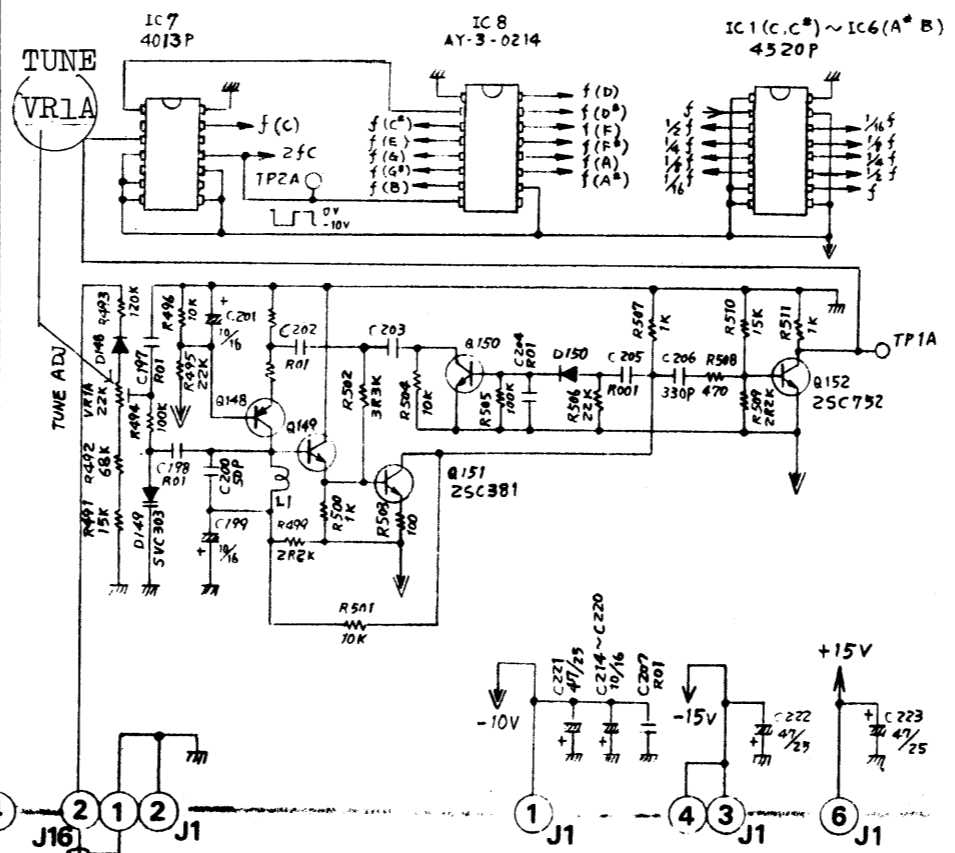 TUNE
VR1A
IC7
4013P
IC8
AY-3-0214
IC1(C,C#)~IC6(A# B)
4520P
f(C)
2fC
TP2A
0V
-10V
f(C#)
f(E)
f(G)
f(G#)
f(B)
f(D)
f(D#)
f(F)
f(F#)
f(A)
f(A#)
f
1/2 f
1/4 f
1/8 f
1/16 f
1/16 f
1/8 f
1/4 f
1/2 f
f
TUNE ADJ
R493
120K
D148
VR1A
22K
R492
68K
R491
15K
C197
R01
R494
100K
D149
SVC303
C198
R01
R496
10K
R495
22K
C201
10/16
C200
50P
C199
10/16
Q148
C202
R01
Q149
L1
R499
2R2K
R500
1K
R501
10K
R502
3R3K
C203
R504
10K
Q151
2SC381
R503
100
Q150
R505
100K
C204
R01
D150
R506
22K
C205
R001
R507
1K
C206
330P
R508
470
R510
15K
R509
2R2K
R511
1K
Q152
2SC752
TP1A
-10V
C221
47/25
C214~C220
10/16
C207
R01
-15V
C222
47/25
+15V
C223
47/25
2
1
2
J16
J1
1
J1
4
3
J1
6
J1